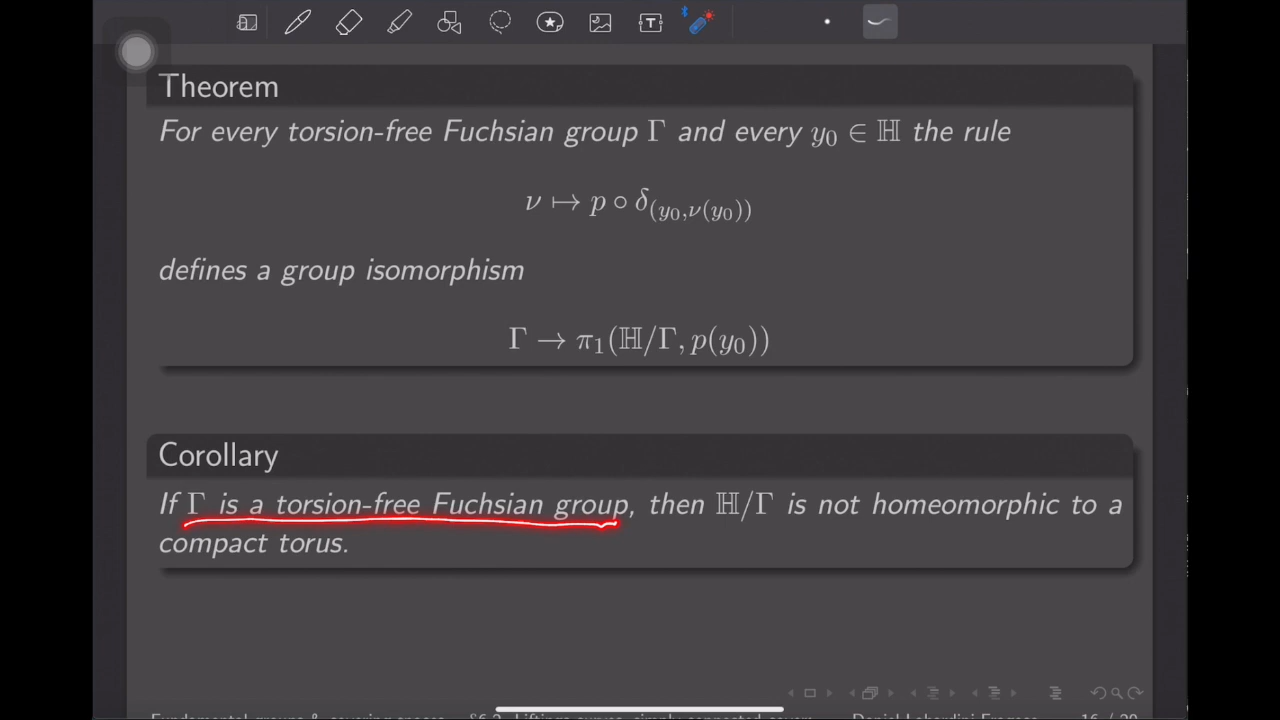 Theorem
For every torsion-free Fuchsian group Γ and every y₀ ∈ ℍ the rule
ν ↦ p ∘ δ_(y₀,ν(y₀))
defines a group isomorphism
Γ → π₁(ℍ/Γ, p(y₀))
Corollary
If Γ is a torsion-free Fuchsian group, then ℍ/Γ is not homeomorphic to a
compact torus.